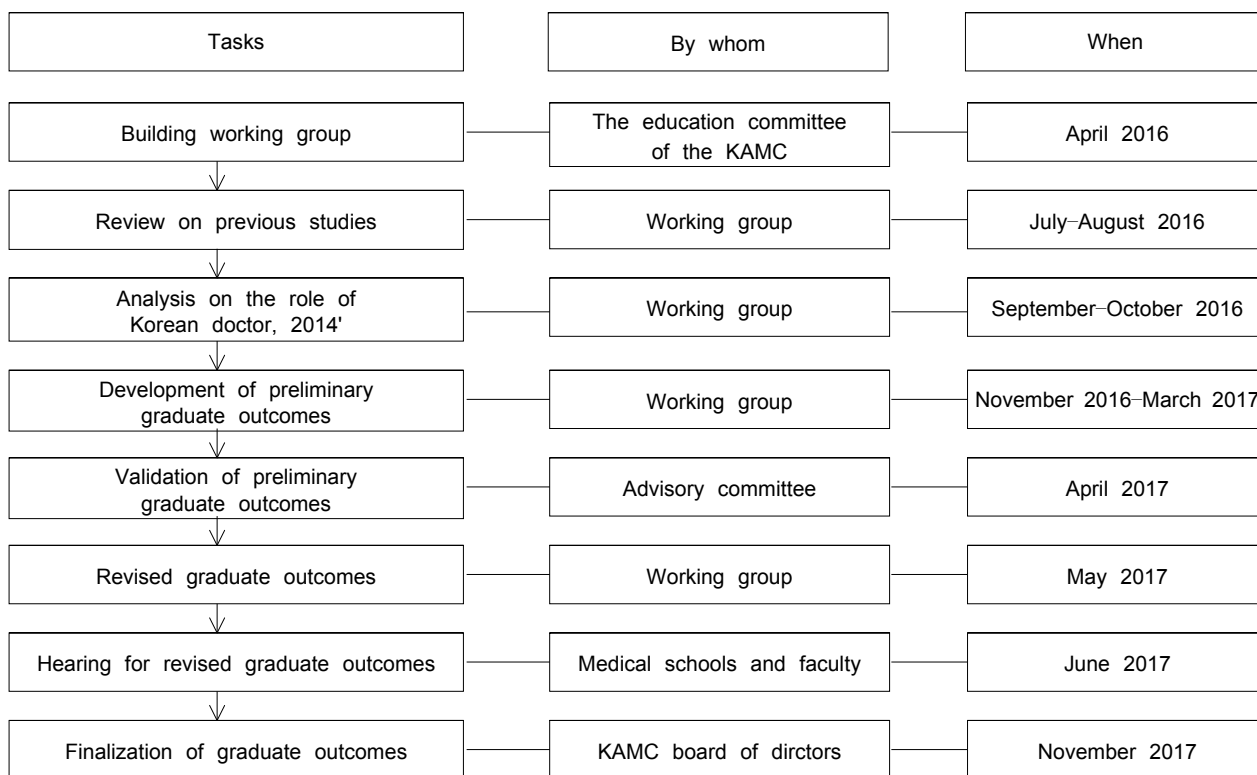 Tasks
By whom
When
Building working group
The education committee
of the KAMC
April 2016
Review on previous studies
Working group
July–August 2016
Analysis on the role of
Korean doctor, 2014'
Working group
September–October 2016
Development of preliminary
graduate outcomes
Working group
November 2016–March 2017
Validation of preliminary
graduate outcomes
Advisory committee
April 2017
Revised graduate outcomes
Working group
May 2017
Hearing for revised graduate outcomes
Medical schools and faculty
June 2017
Finalization of graduate outcomes
KAMC board of dirctors
November 2017